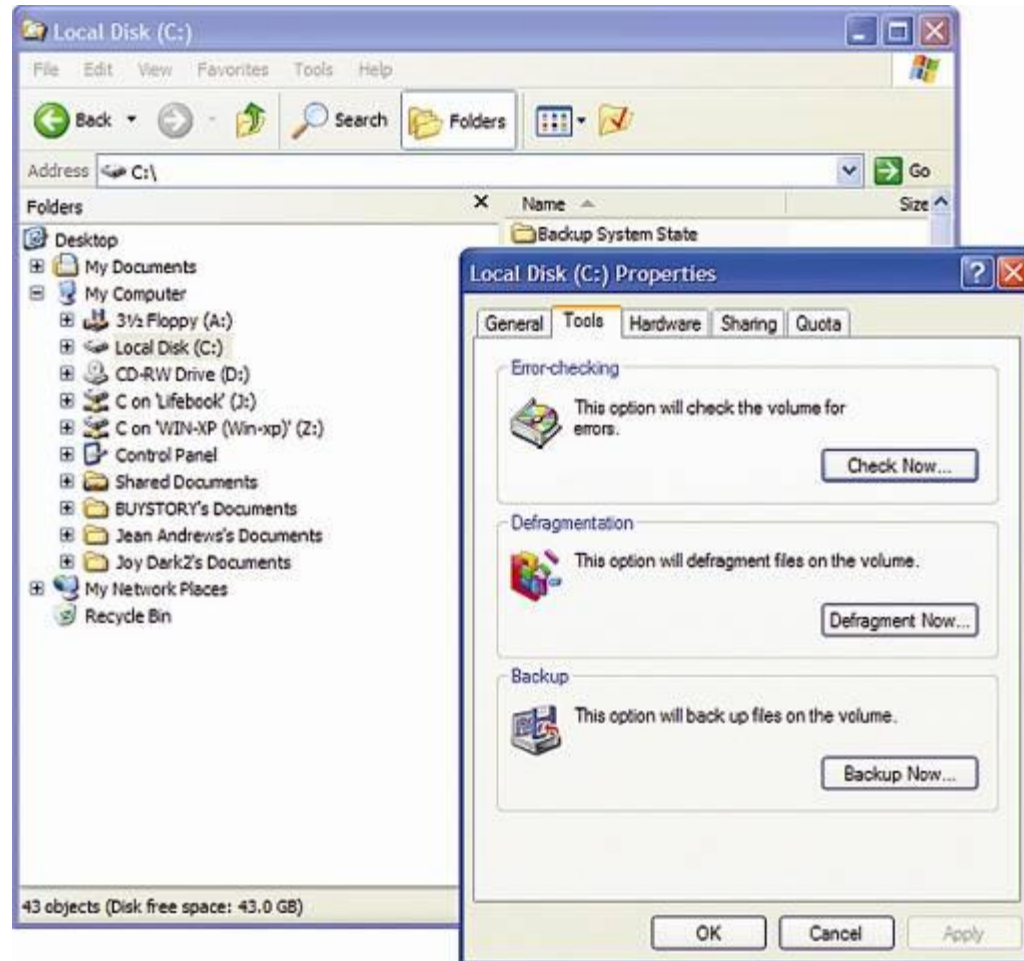 Local Disk (C:)
File Edit View Favorites Tools Help
Back Search Folders
Address C:\ Go
Folders X Name Size
Desktop
My Documents
My Computer
3½ Floppy (A:)
Local Disk (C:)
CD-RW Drive (D:)
C on 'Lifebook' (J:)
C on 'WIN-XP (Win-xp)' (Z:)
Control Panel
Shared Documents
BUYSTORY's Documents
Jean Andrews's Documents
Joy Dark2's Documents
My Network Places
Recycle Bin
43 objects (Disk free space: 43.0 GB)
Backup System State
Local Disk (C:) Properties
General Tools Hardware Sharing Quota
Error-checking
This option will check the volume for
errors.
Check Now...
Defragmentation
This option will defragment files on the volume.
Defragment Now...
Backup
This option will back up files on the volume.
Backup Now...
OK Cancel Apply